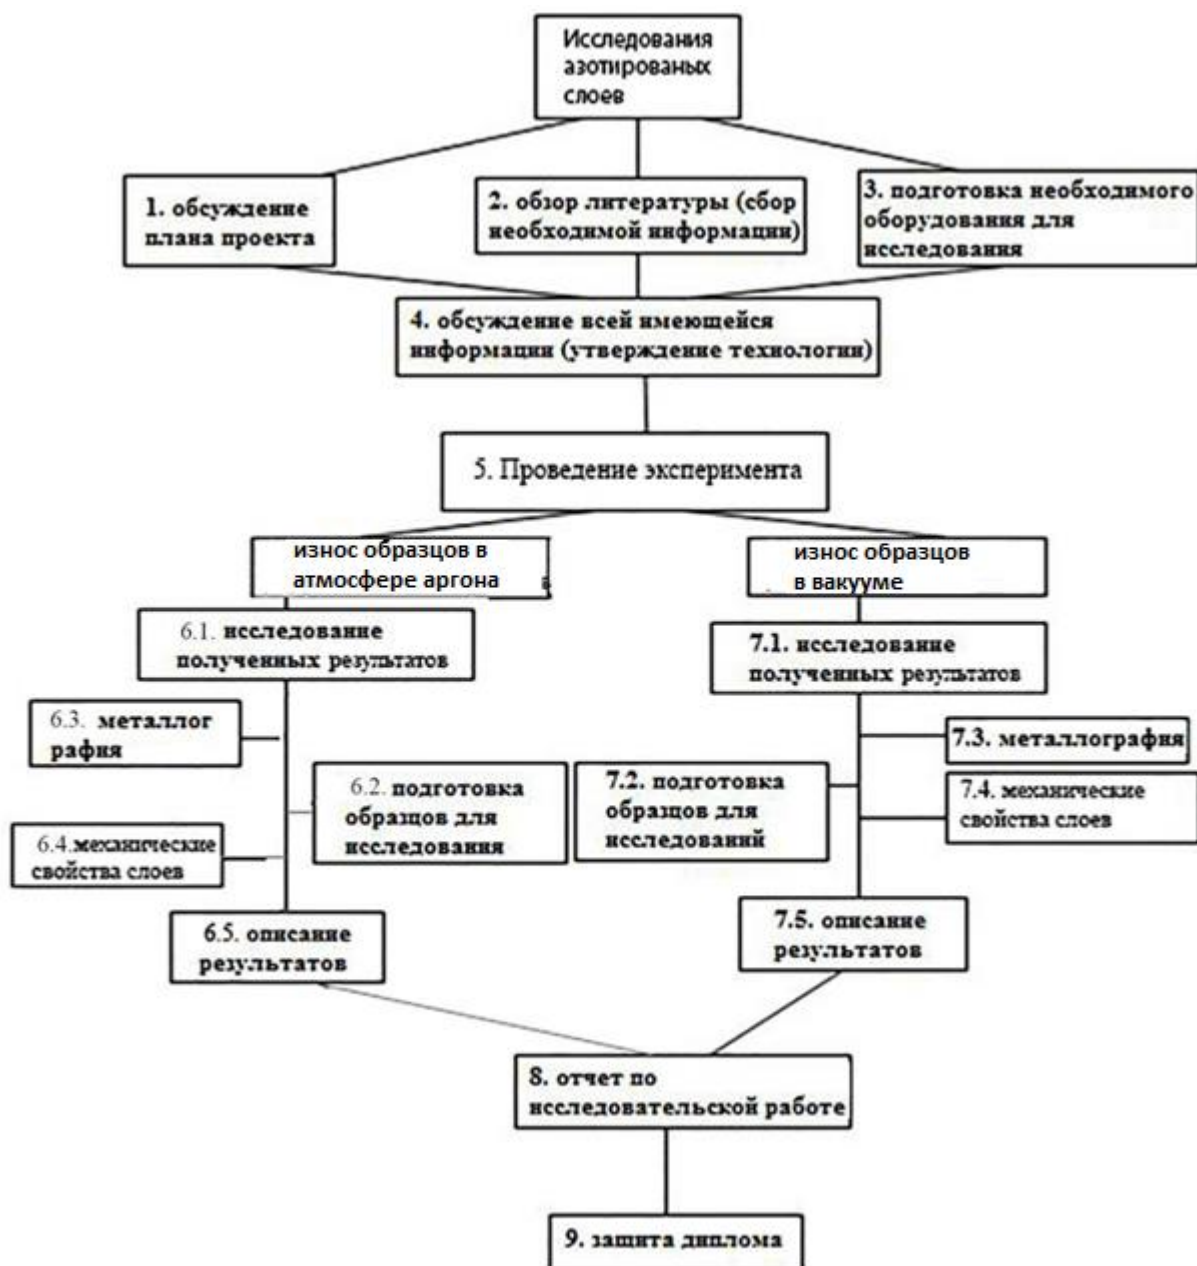 Исследования
азотированых
слоев
1. обсуждение
плана проекта
2. обзор литературы (сбор
необходимой информации)
3. подготовка необходимого
оборудования для
исследования
4. обсуждение всей имеющейся
информации (утверждение технологии)
5. Проведение эксперимента
износ образцов в
атмосфере аргона
износ образцов
в вакууме
6.1. исследование
полученных результатов
7.1. исследование
полученных результатов
6.3. металлог
рафия
7.3. металлография
6.2. подготовка
образцов для
исследования
7.2. подготовка
образцов для
исследований
7.4. механические
свойства слоев
6.4.механические
свойства слоев
6.5. описание
результатов
7.5. описание
результатов
8. отчет по
исследовательской работе
9. защита диплома